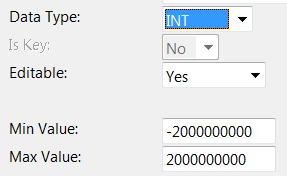 Data Type: INT
Is Key: No
Editable: Yes
Min Value: -2000000000
Max Value: 2000000000